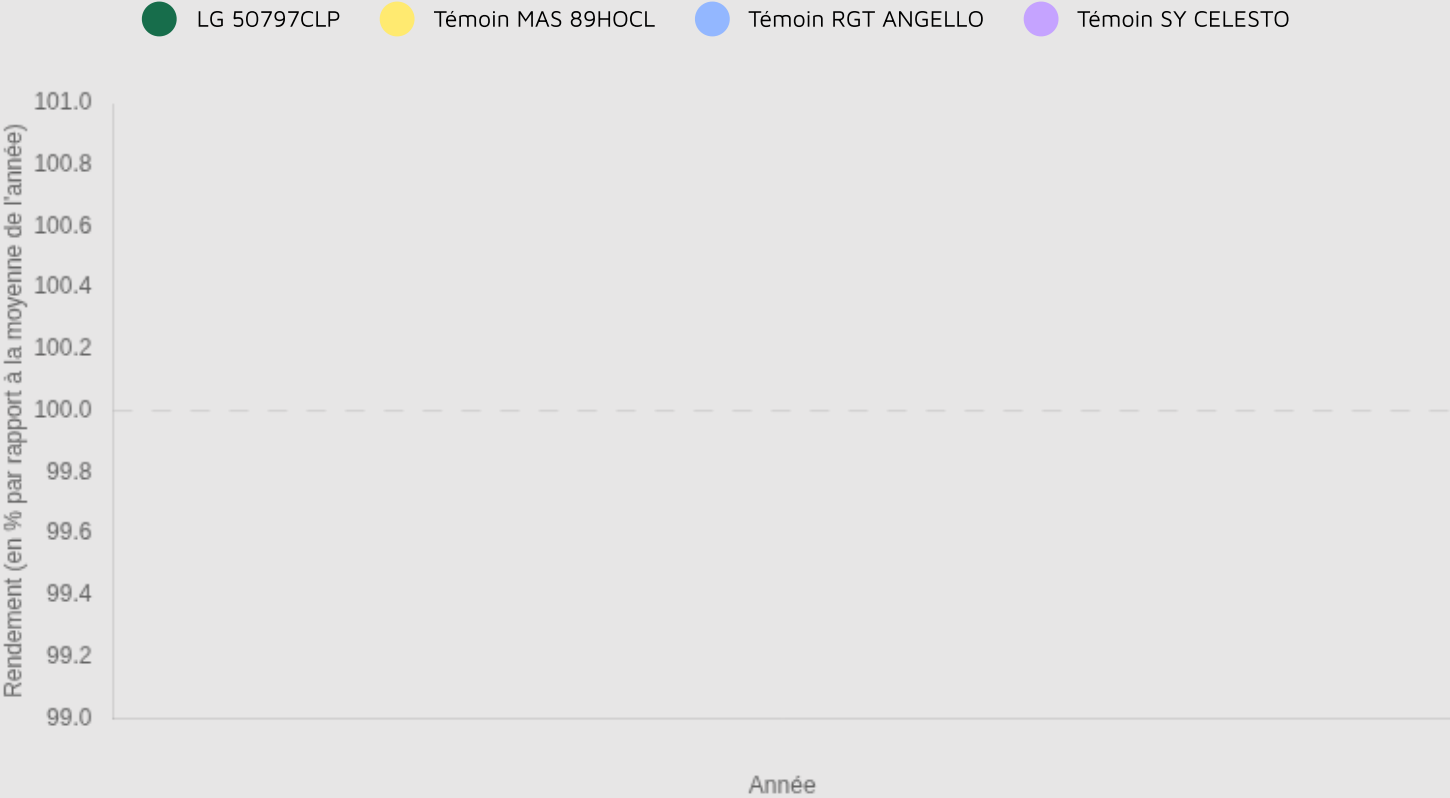 LG 50797CLP
Témoin MAS 89HOCL
Témoin RGT ANGELLO
Témoin SY CELESTO
Rendement (en % par rapport à la moyenne de l'année)
101.0
100.8
100.6
100.4
100.2
100.0
99.8
99.6
99.4
99.2
99.0
Année